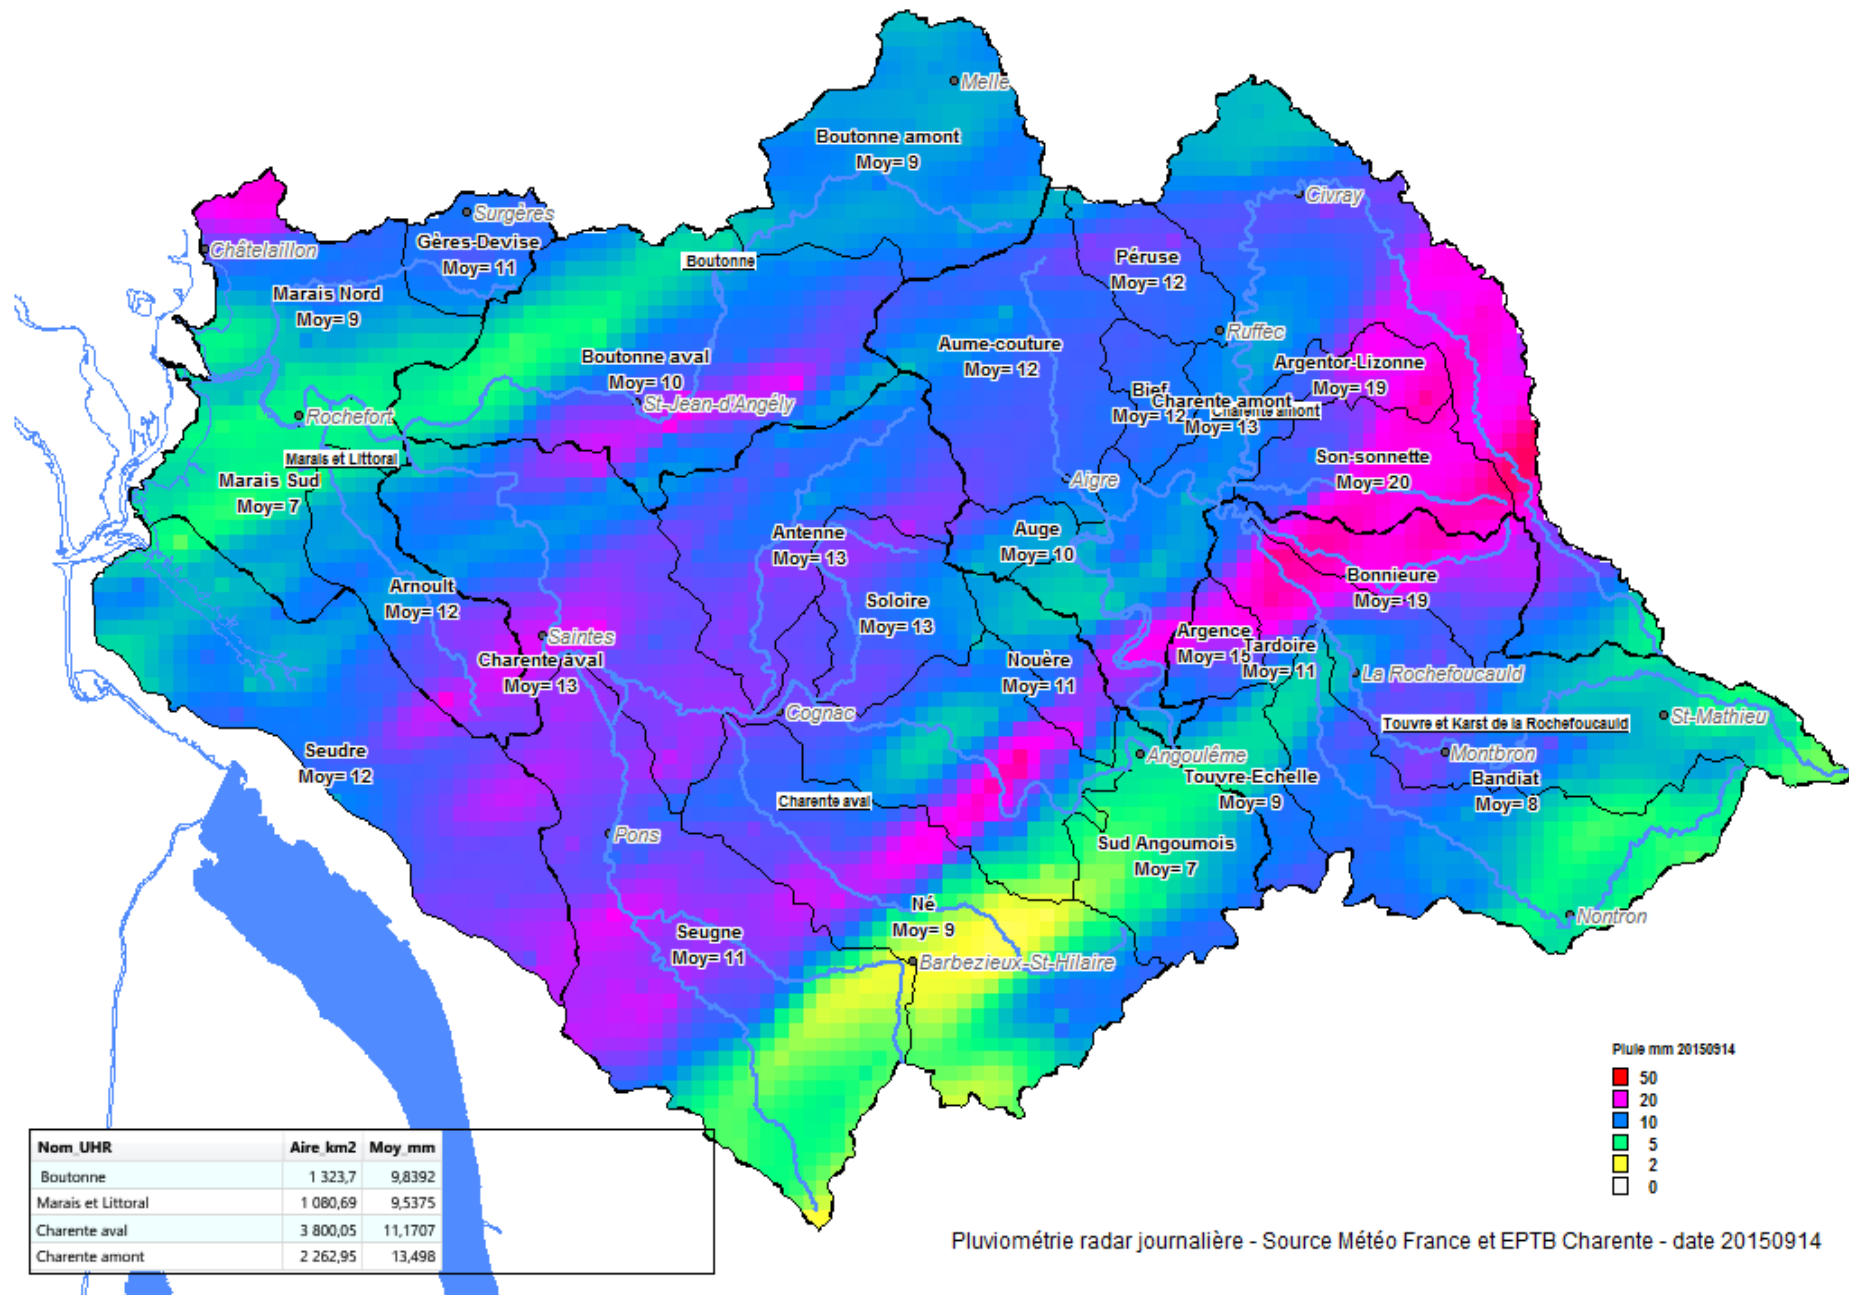 Melle
Boutonne amont
Moy= 9
Civray
Surgères
Châtelaillon
Gères-Devise
Moy= 11
Boutonne
Péruse
Moy= 12
Marais Nord
Moy= 9
Ruffec
Aume-couture
Moy= 12
Boutonne aval
Moy= 10
Argentor-Lizonne
Moy= 19
Bief
Moy= 12
Charente amont
Moy= 13
Charente amont
St-Jean-d'Angély
Rochefort
Marais et Littoral
Son-sonnette
Moy= 20
Marais Sud
Moy= 7
Aigre
Antenne
Moy= 13
Auge
Moy= 10
Arnoult
Moy= 12
Bonnieure
Moy= 19
Soloire
Moy= 13
Saintes
Argence
Moy= 15
Tardoire
Moy= 11
Charente aval
Moy= 13
Nouère
Moy= 11
La Rochefoucauld
Cognac
Touvre et Karst de la Rochefoucauld
St-Mathieu
Seudre
Moy= 12
Angoulême
Montbron
Touvre-Echelle
Moy= 9
Bandiat
Moy= 8
Charente aval
Pons
Sud Angoumois
Moy= 7
Né
Moy= 9
Nontron
Seugne
Moy= 11
Barbezieux-St-Hilaire
Pluie mm 20150914
50
20
10
5
2
0
Nom_UHR Aire_km2 Moy_mm
Boutonne 1 323,7 9,8392
Marais et Littoral 1 080,69 9,5375
Charente aval 3 800,05 11,1707
Charente amont 2 262,95 13,498
Pluviométrie radar journalière - Source Météo France et EPTB Charente - date 20150914